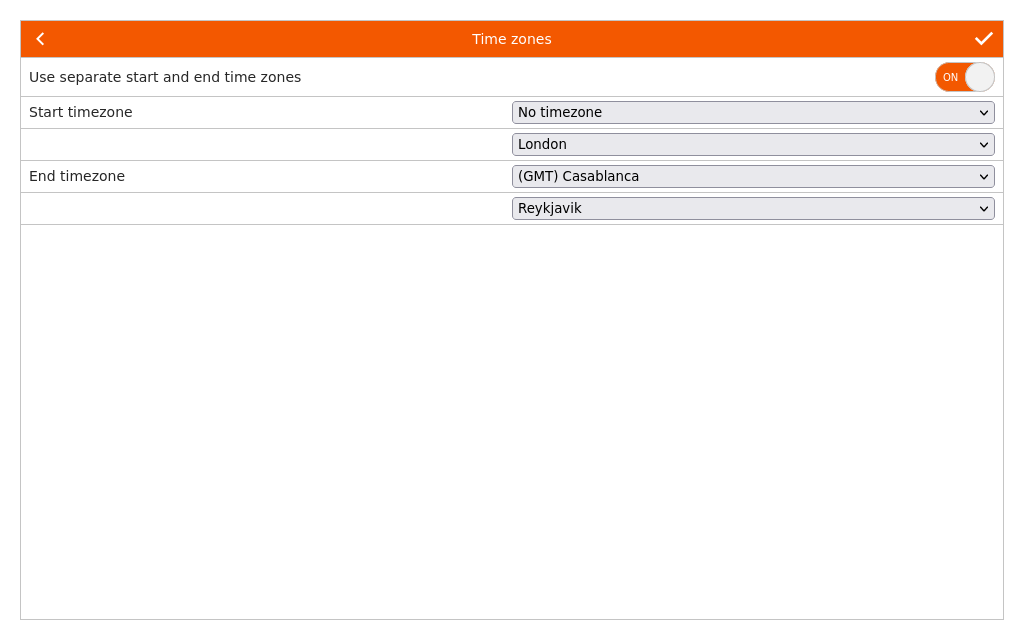 Time zones
Use separate start and end time zones ON
Start timezone No timezone
London
End timezone (GMT) Casablanca
Reykjavik